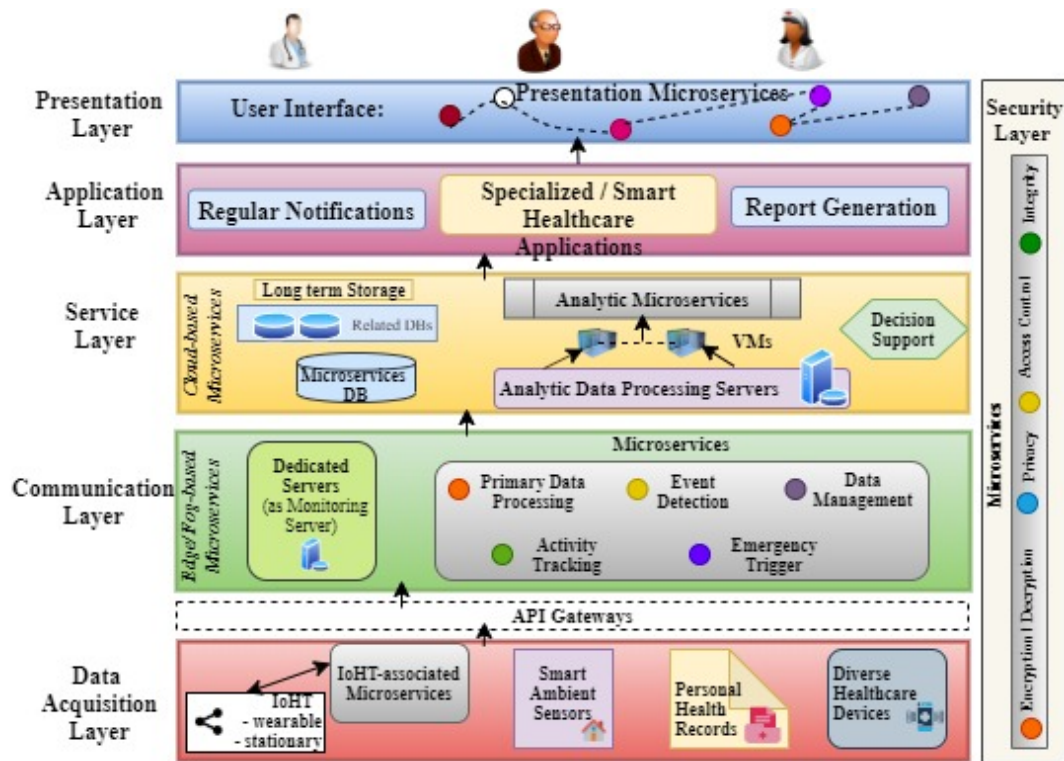 Presentation
Layer
User Interface:
Presentation Microservices
Application
Layer
Regular Notifications
Specialized / Smart
Healthcare
Applications
Report Generation
Service
Layer
Cloud-based
Microservices
Long term Storage
Related DBs
Microservices
DB
Analytic Microservices
VMs
Analytic Data Processing Servers
Decision
Support
Communication
Layer
Edge/Fog-based
Microservices
Dedicated
Servers
(as Monitoring
Server)
Microservices
Primary Data
Processing
Event
Detection
Data
Management
Activity
Tracking
Emergency
Trigger
API Gateways
Data
Acquisition
Layer
IoHT
- wearable
- stationary
IoHT-associated
Microservices
Smart
Ambient
Sensors
Personal
Health
Records
Diverse
Healthcare
Devices
Security
Layer
Microservices
Integrity
Access Control
Privacy
Encryption | Decryption